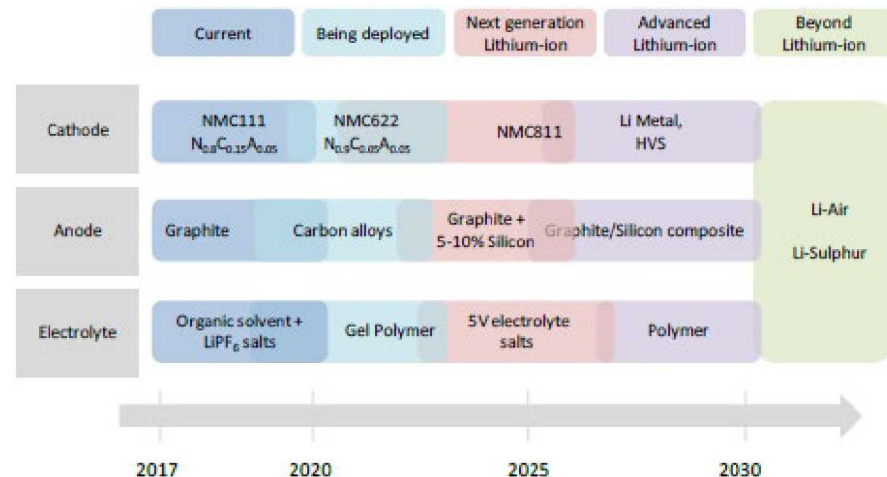 Current
Being deployed
Next generation
Lithium-ion
Advanced
Lithium-ion
Beyond
Lithium-ion
Cathode
NMC111
N₀.₈C₀.₁₅A₀.₀₅
NMC622
N₀.₉C₀.₀₅A₀.₀₅
NMC811
Li Metal,
HVS
Anode
Graphite
Carbon alloys
Graphite +
5-10% Silicon
Graphite/Silicon composite
Li-Air
Li-Sulphur
Electrolyte
Organic solvent +
LiPF₆ salts
Gel Polymer
5V electrolyte
salts
Polymer
2017
2020
2025
2030